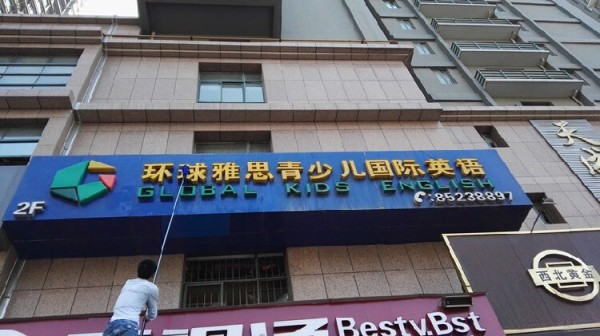 环球雅思青少儿国际英语
GLOBAL KIDS ENGLISH
2F
:85238897
西北黄金
Besty.Bst